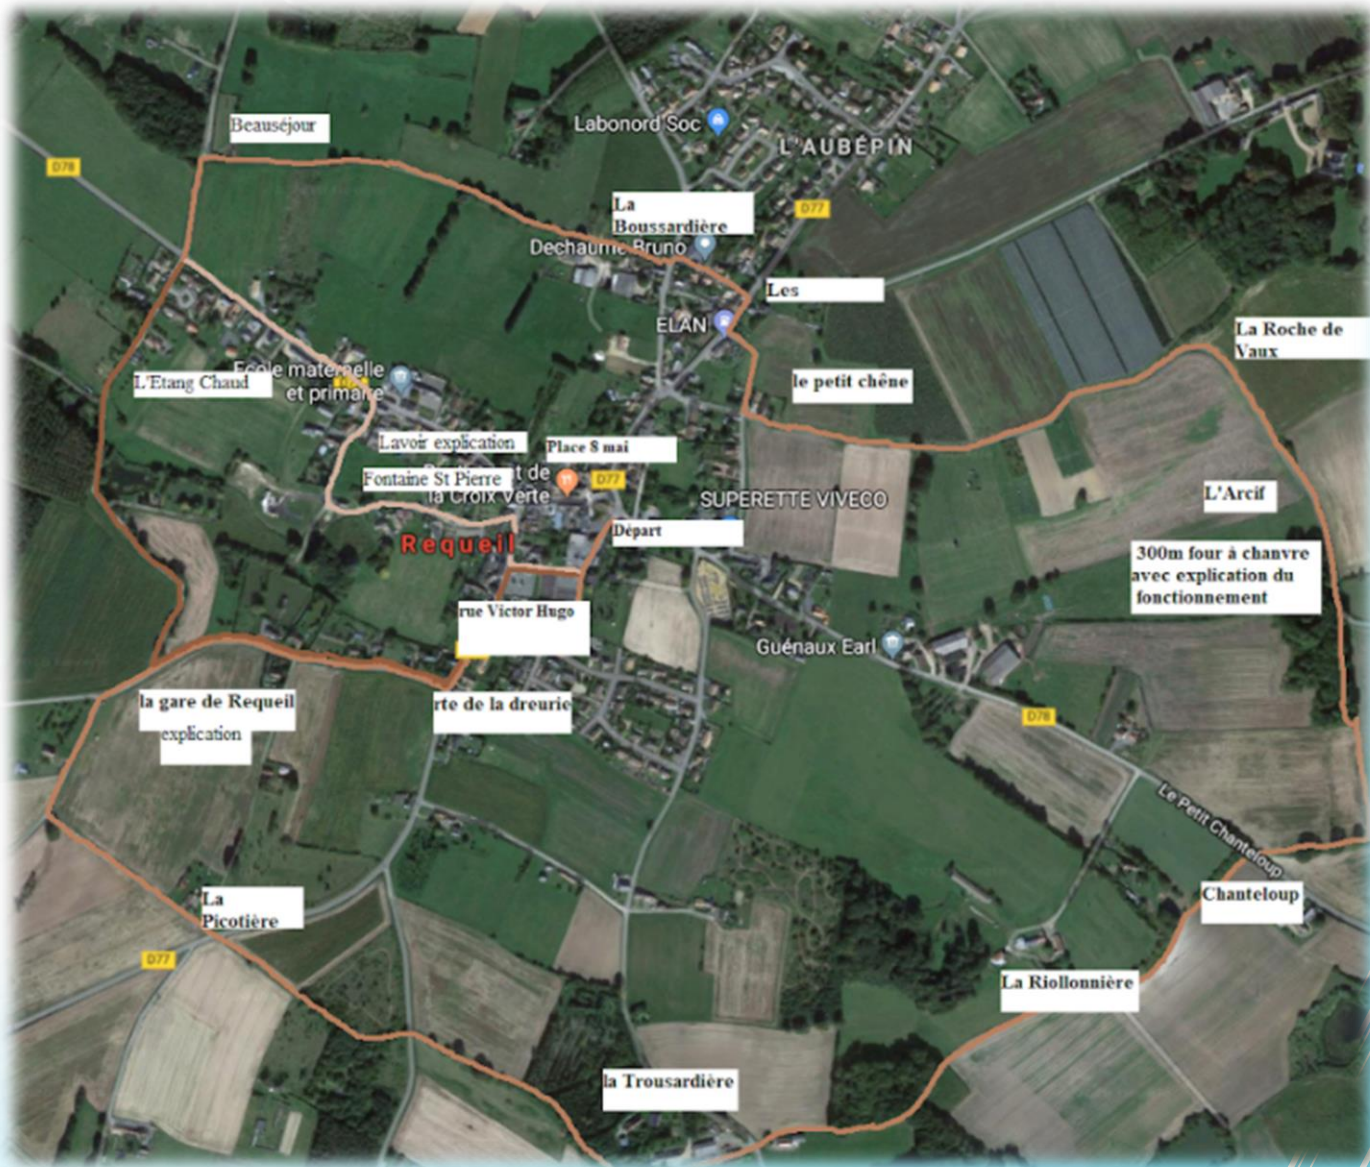 Beauséjour
Labonord Soc
L'AUBÉPIN
D78
La
Boussardière
D77
Dechaume Bruno
Les
ELAN
La Roche de
Vaux
L'Etang Chaud
Ecole maternelle
et primaire
le petit chêne
Lavoir explication
Place 8 mai
Fontaine St Pierre
t de
la Croix Verte
D77
SUPERETTE VIVECO
L'Arcif
Départ
Requeil
300m four à chanvre
avec explication du
fonctionnement
rue Victor Hugo
Guénaux Earl
la gare de Requeil
explication
rte de la dreurie
D78
Le Petit Chanteloup
La
Picotière
Chanteloup
D77
La Riollonnière
la Trousardière